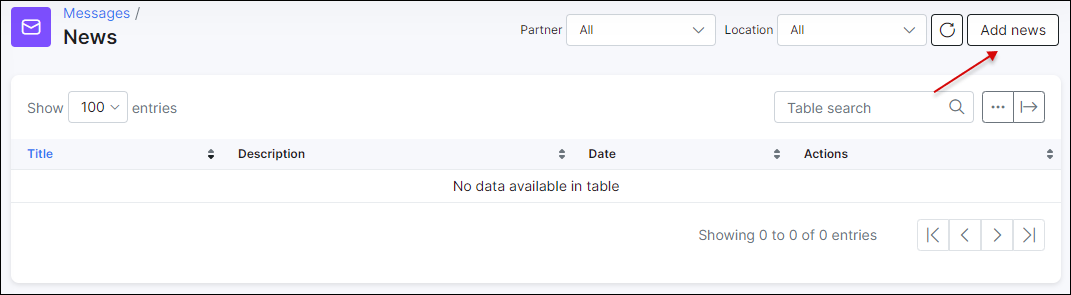 Messages /
News
Partner All Location All Add news
Show 100 entries Table search
Title Description Date Actions
No data available in table
Showing 0 to 0 of 0 entries